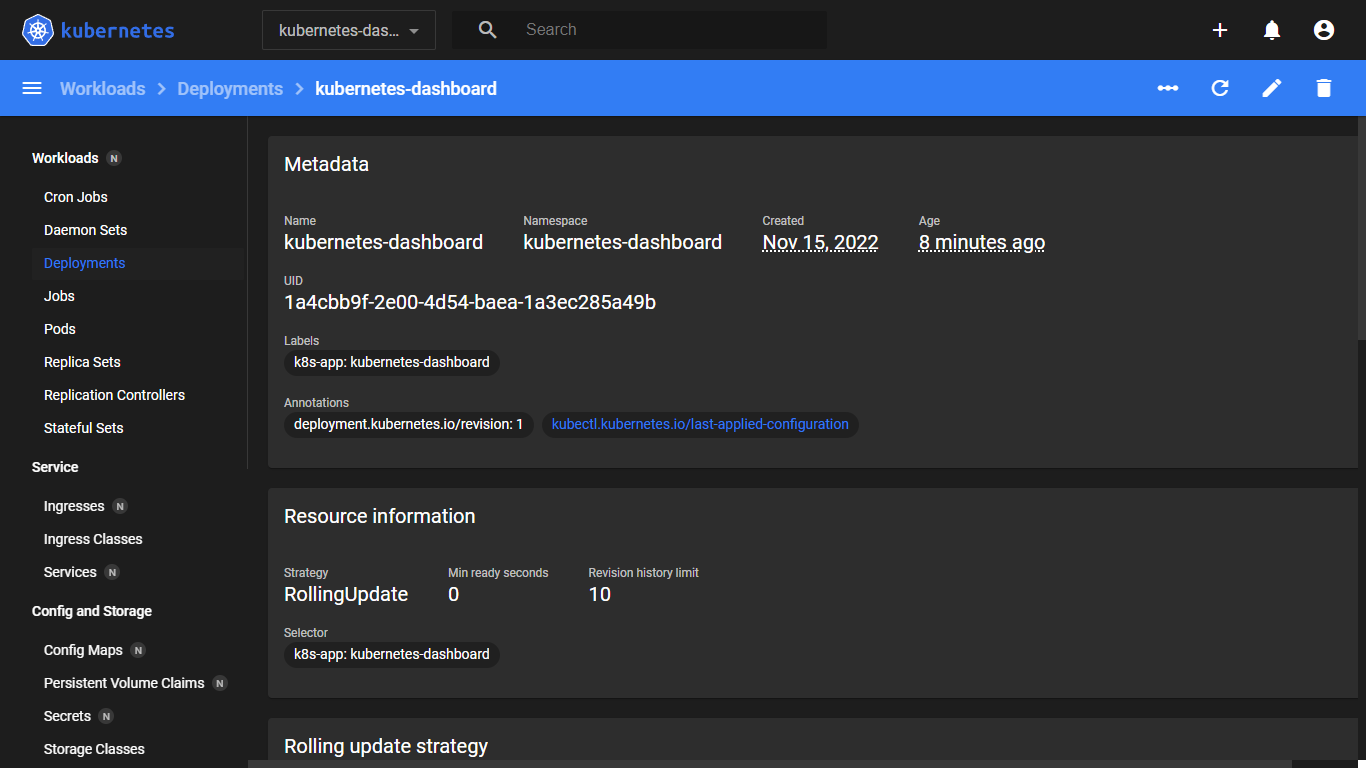 kubernetes
kubernetes-das...
Search
Workloads
Deployments
kubernetes-dashboard
Workloads N
Cron Jobs
Daemon Sets
Deployments
Jobs
Pods
Replica Sets
Replication Controllers
Stateful Sets
Service
Ingresses N
Ingress Classes
Services N
Config and Storage
Config Maps N
Persistent Volume Claims N
Secrets N
Storage Classes
Metadata
Name
kubernetes-dashboard
Namespace
kubernetes-dashboard
Created
Nov 15, 2022
Age
8 minutes ago
UID
1a4cbb9f-2e00-4d54-baea-1a3ec285a49b
Labels
k8s-app: kubernetes-dashboard
Annotations
deployment.kubernetes.io/revision: 1
kubectl.kubernetes.io/last-applied-configuration
Resource information
Strategy
RollingUpdate
Min ready seconds
0
Revision history limit
10
Selector
k8s-app: kubernetes-dashboard
Rolling update strategy